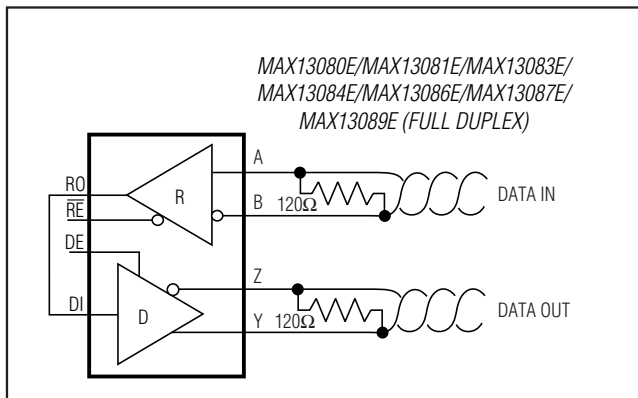 MAX13080E/MAX13081E/MAX13083E/
MAX13084E/MAX13086E/MAX13087E/
MAX13089E (FULL DUPLEX)
A
RO
R
RE
B
120Ω
DATA IN
DE
Z
DI
D
Y
120Ω
DATA OUT